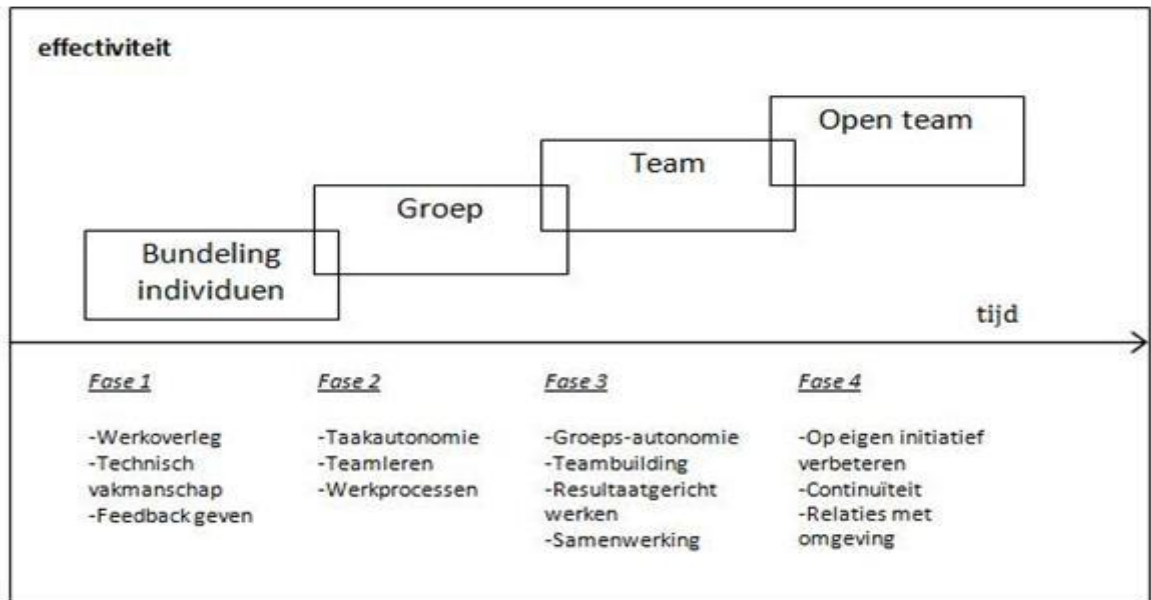 effectiviteit
Open team
Team
Groep
Bundeling
individuen
tijd
Fase 1
-Werkoverleg
-Technisch
vakmanschap
-Feedback geven
Fase 2
-Taakautonomie
-Teamleren
-Werkprocessen
Fase 3
-Groeps-autonomie
-Teambuilding
-Resultaatgericht
werken
-Samenwerking
Fase 4
-Op eigen initiatief
verbeteren
-Continuïteit
-Relaties met
omgeving